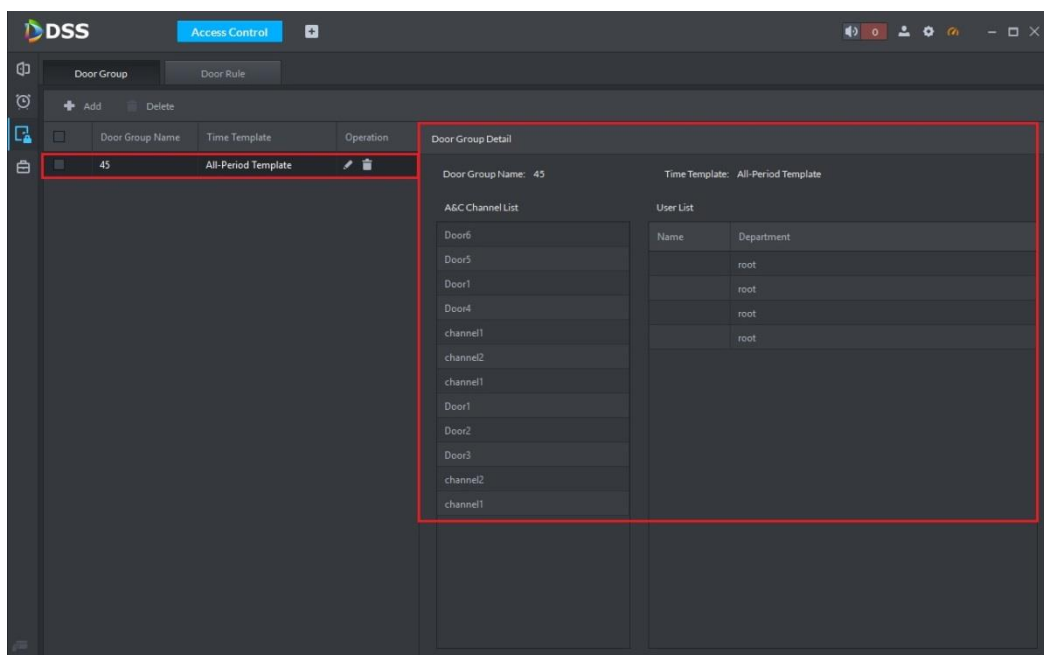 DSS Access Control 0
Door Group Door Rule
Add Delete
Door Group Name Time Template Operation
45 All-Period Template
Door Group Detail
Door Group Name: 45 Time Template: All-Period Template
A&C Channel List User List
Name Department
Door6
Door5
Door1
Door4
channel1
channel2
channel1
Door1
Door2
Door3
channel2
channel1
root
root
root
root